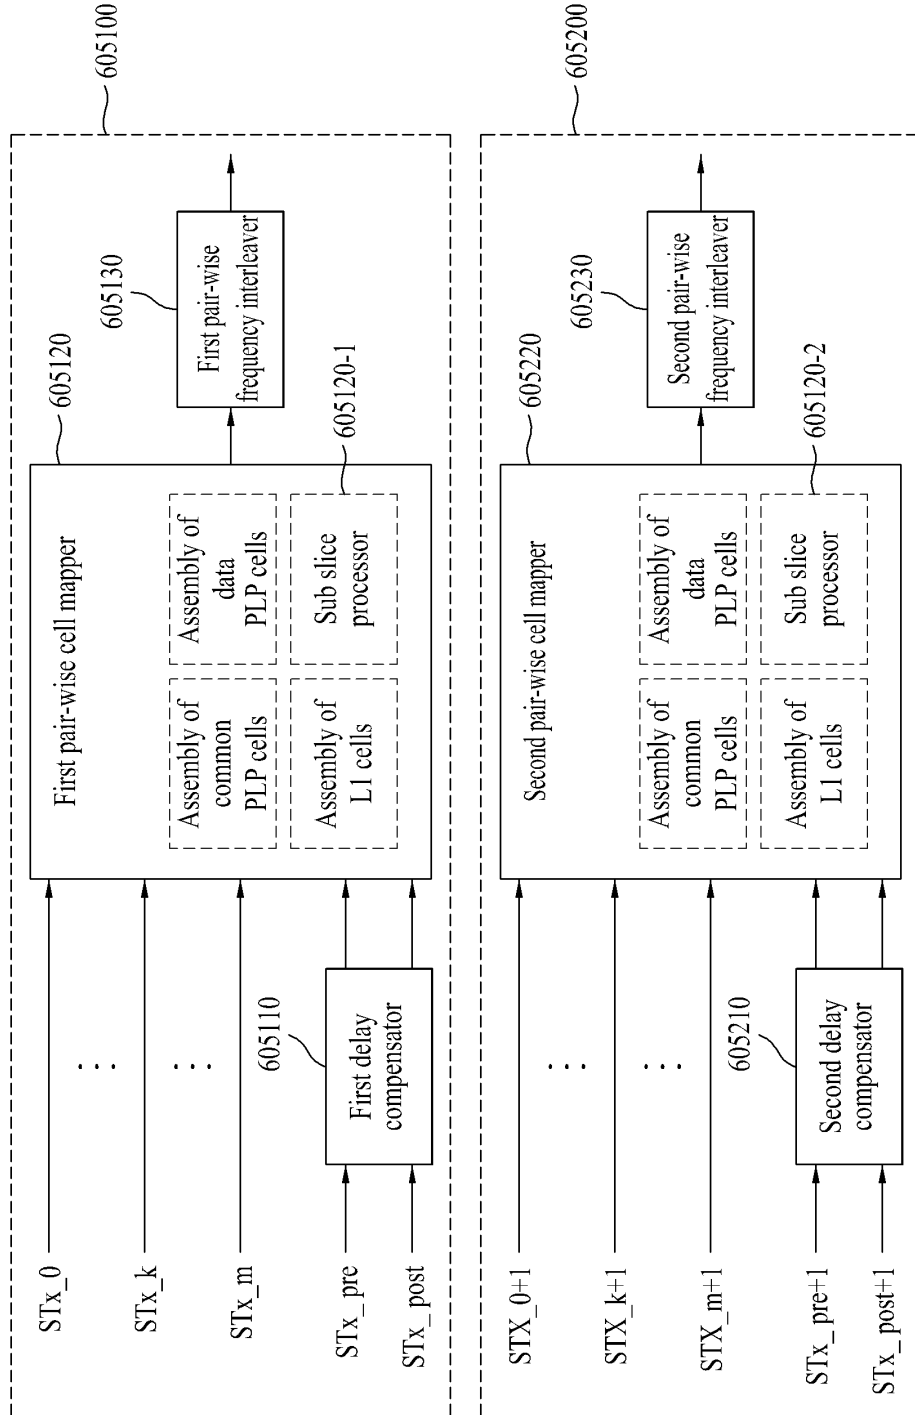 605100
STx_0
STx_k
STx_m
STx_pre
STx_post
. . .
. . .
605110
First delay
compensator
605120
First pair-wise cell mapper
Assembly of
common
PLP cells
Assembly of
data
PLP cells
Assembly of
L1 cells
Sub slice
processor
605120-1
605130
First pair-wise
frequency interleaver
605200
STX_0+1
STX_k+1
STX_m+1
STx_pre+1
STx_post+1
. . .
. . .
605210
Second delay
compensator
605220
Second pair-wise cell mapper
Assembly of
common
PLP cells
Assembly of
data
PLP cells
Assembly of
L1 cells
Sub slice
processor
605120-2
605230
Second pair-wise
frequency interleaver